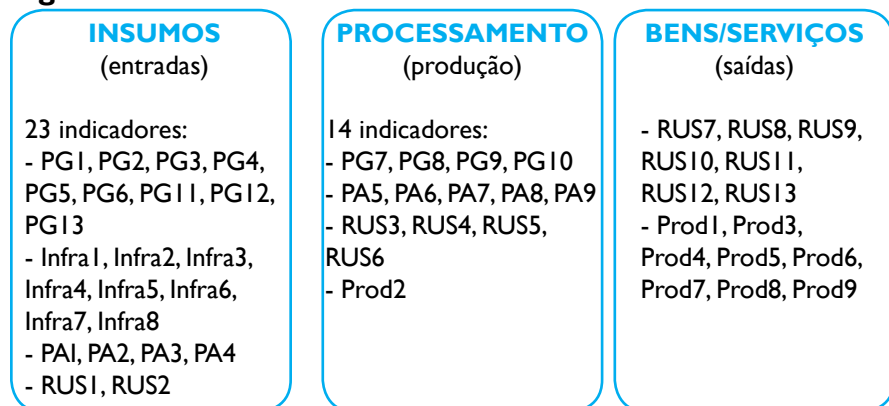 INSUMOS
(entradas)
23 indicadores:
- PG1, PG2, PG3, PG4,
PG5, PG6, PG11, PG12,
PG13
- Infra1, Infra2, Infra3,
Infra4, Infra5, Infra6,
Infra7, Infra8
- PA1, PA2, PA3, PA4
- RUS1, RUS2
PROCESSAMENTO
(produção)
14 indicadores:
- PG7, PG8, PG9, PG10
- PA5, PA6, PA7, PA8, PA9
- RUS3, RUS4, RUS5,
RUS6
- Prod2
BENS/SERVIÇOS
(saídas)
- RUS7, RUS8, RUS9,
RUS10, RUS11,
RUS12, RUS13
- Prod1, Prod3,
Prod4, Prod5, Prod6,
Prod7, Prod8, Prod9